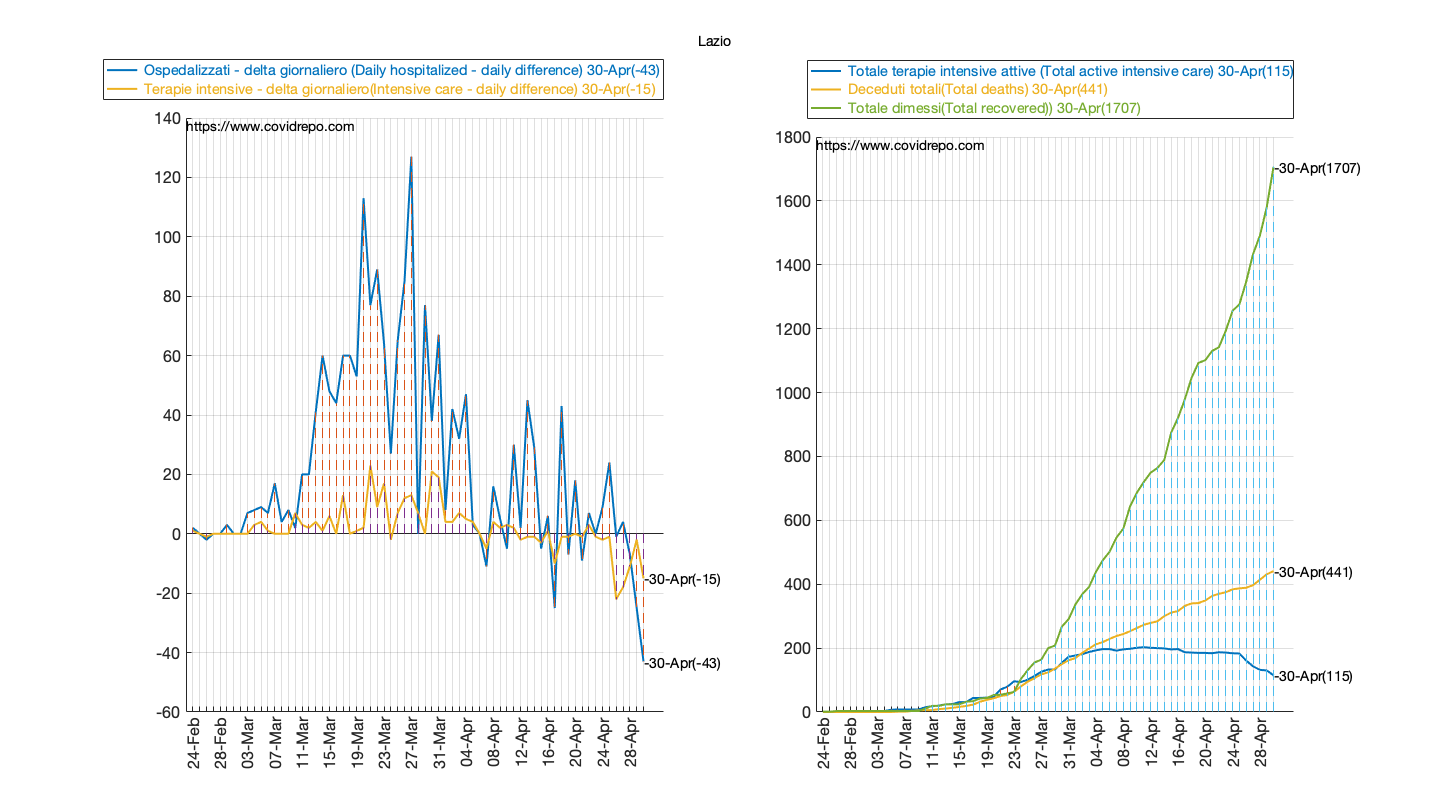 Lazio
Ospedalizzati - delta giornaliero (Daily hospitalized - daily difference) 30-Apr(-43)
Terapie intensive - delta giornaliero(Intensive care - daily difference) 30-Apr(-15)
https://www.covidrepo.com
140
120
100
80
60
40
20
0
-20
-40
-60
-30-Apr(-15)
-30-Apr(-43)
24-Feb
28-Feb
03-Mar
07-Mar
11-Mar
15-Mar
19-Mar
23-Mar
27-Mar
31-Mar
04-Apr
08-Apr
12-Apr
16-Apr
20-Apr
24-Apr
28-Apr
Totale terapie intensive attive (Total active intensive care) 30-Apr(115)
Deceduti totali(Total deaths) 30-Apr(441)
Totale dimessi(Total recovered)) 30-Apr(1707)
https://www.covidrepo.com
1800
1600
1400
1200
1000
800
600
400
200
0
-30-Apr(1707)
-30-Apr(441)
-30-Apr(115)
24-Feb
28-Feb
03-Mar
07-Mar
11-Mar
15-Mar
19-Mar
23-Mar
27-Mar
31-Mar
04-Apr
08-Apr
12-Apr
16-Apr
20-Apr
24-Apr
28-Apr